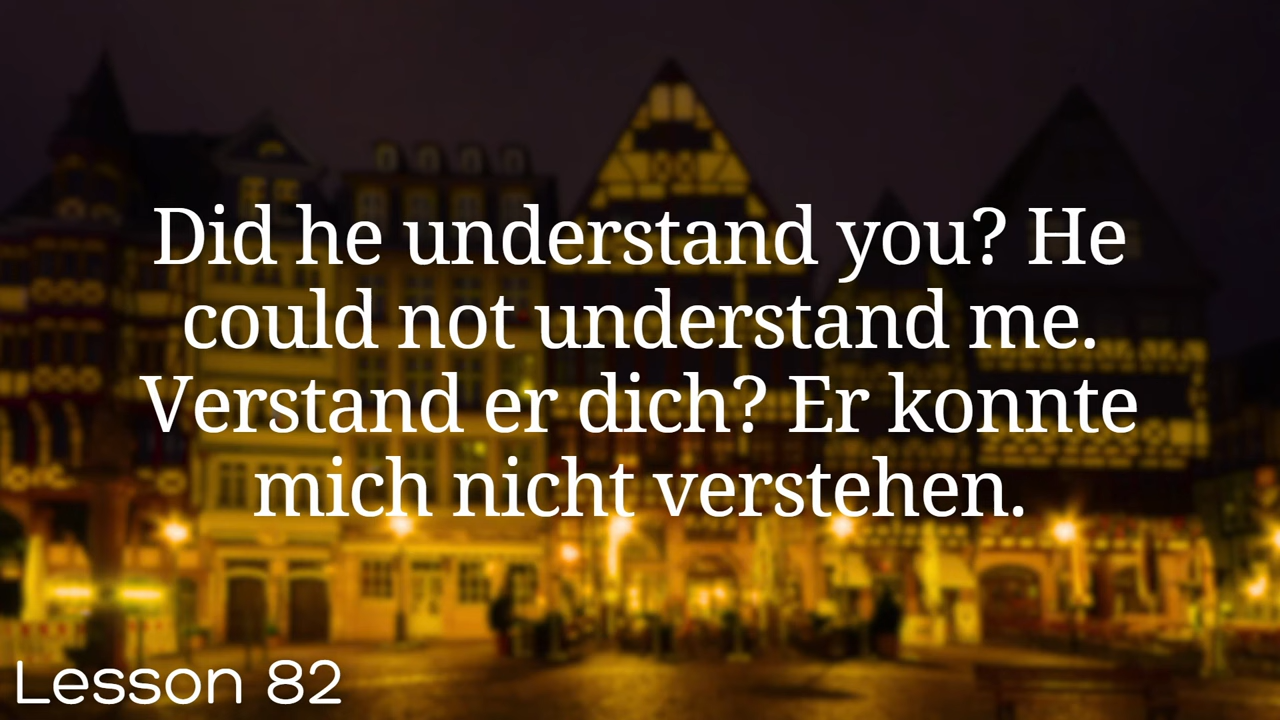 Did he understand you? He
could not understand me.
Verstand er dich? Er konnte
mich nicht verstehen.
Lesson 82